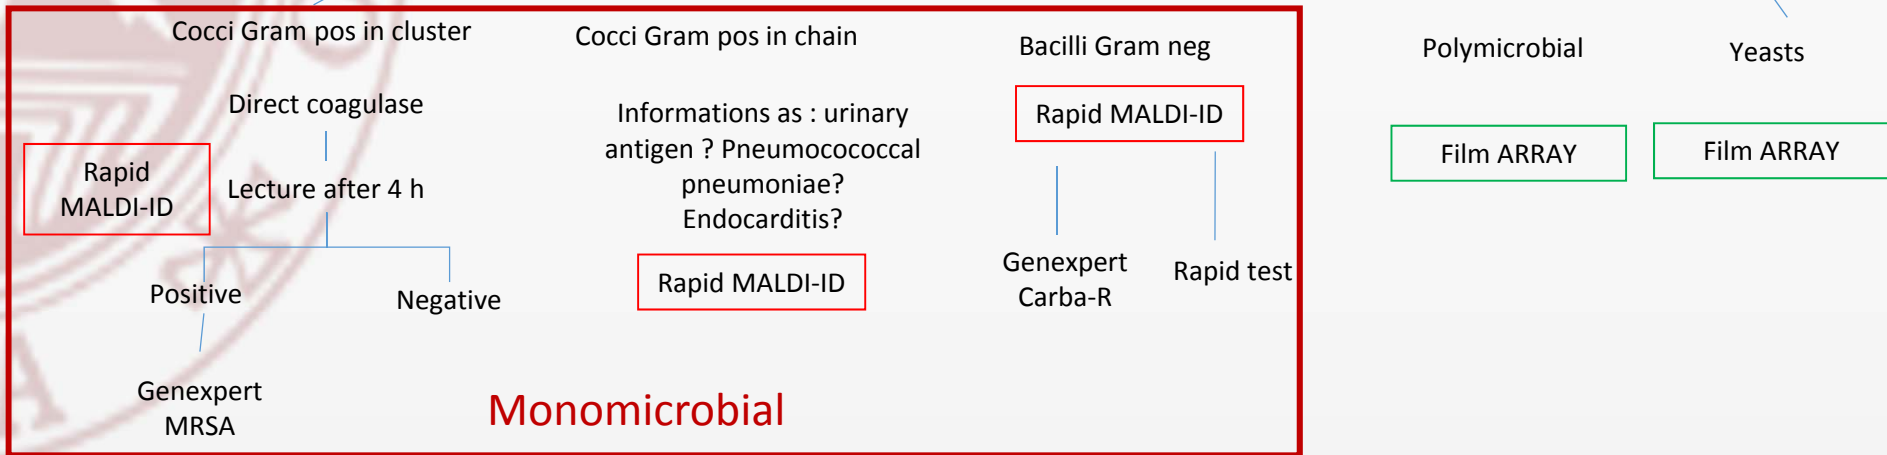 Cocci Gram pos in cluster
Direct coagulase
Rapid
MALDI-ID
Lecture after 4 h
Positive
Negative
Genexpert
MRSA
Cocci Gram pos in chain
Informations as : urinary
antigen ? Pneumocococcal
pneumoniae?
Endocarditis?
Rapid MALDI-ID
Bacilli Gram neg
Rapid MALDI-ID
Genexpert
Carba-R
Rapid test
Monomicrobial
Polymicrobial
Film ARRAY
Yeasts
Film ARRAY